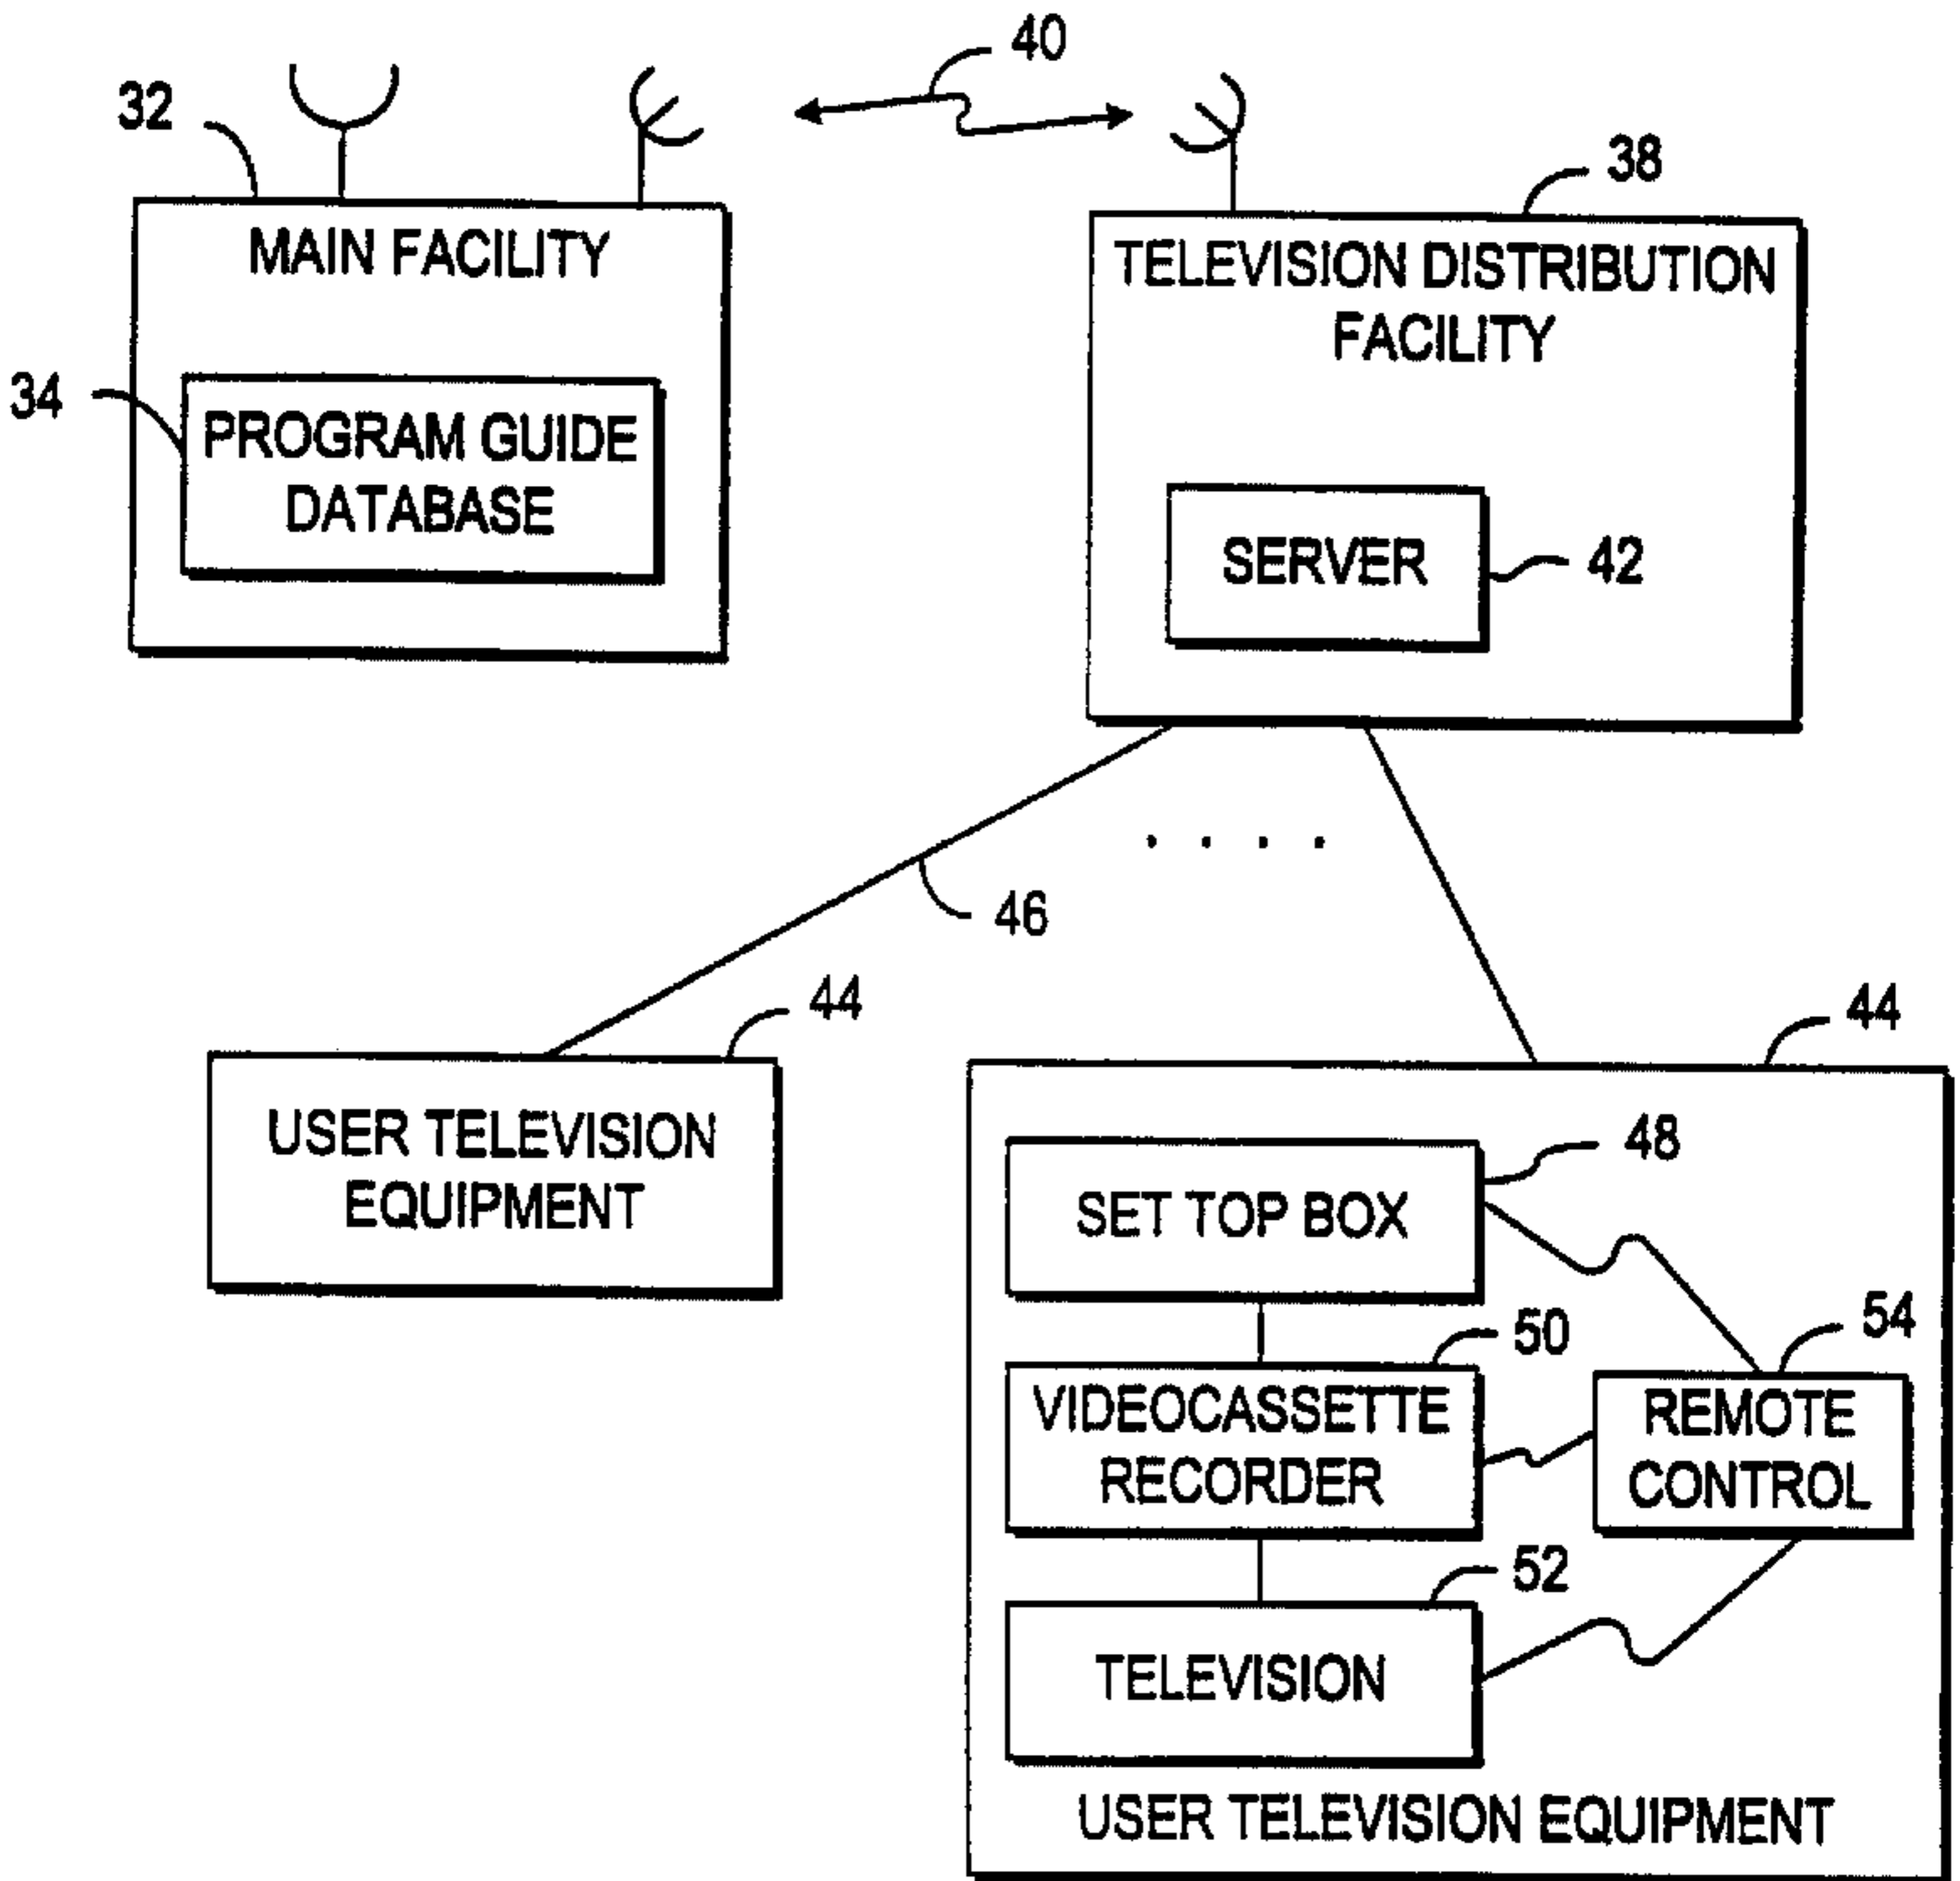 40
32
38
MAIN FACILITY
TELEVISION DISTRIBUTION
FACILITY
34
PROGRAM GUIDE
DATABASE
SERVER
42
46
44
USER TELEVISION
EQUIPMENT
44
48
SET TOP BOX
50
54
VIDEOCASSETTE
RECORDER
REMOTE
CONTROL
52
TELEVISION
USER TELEVISION EQUIPMENT